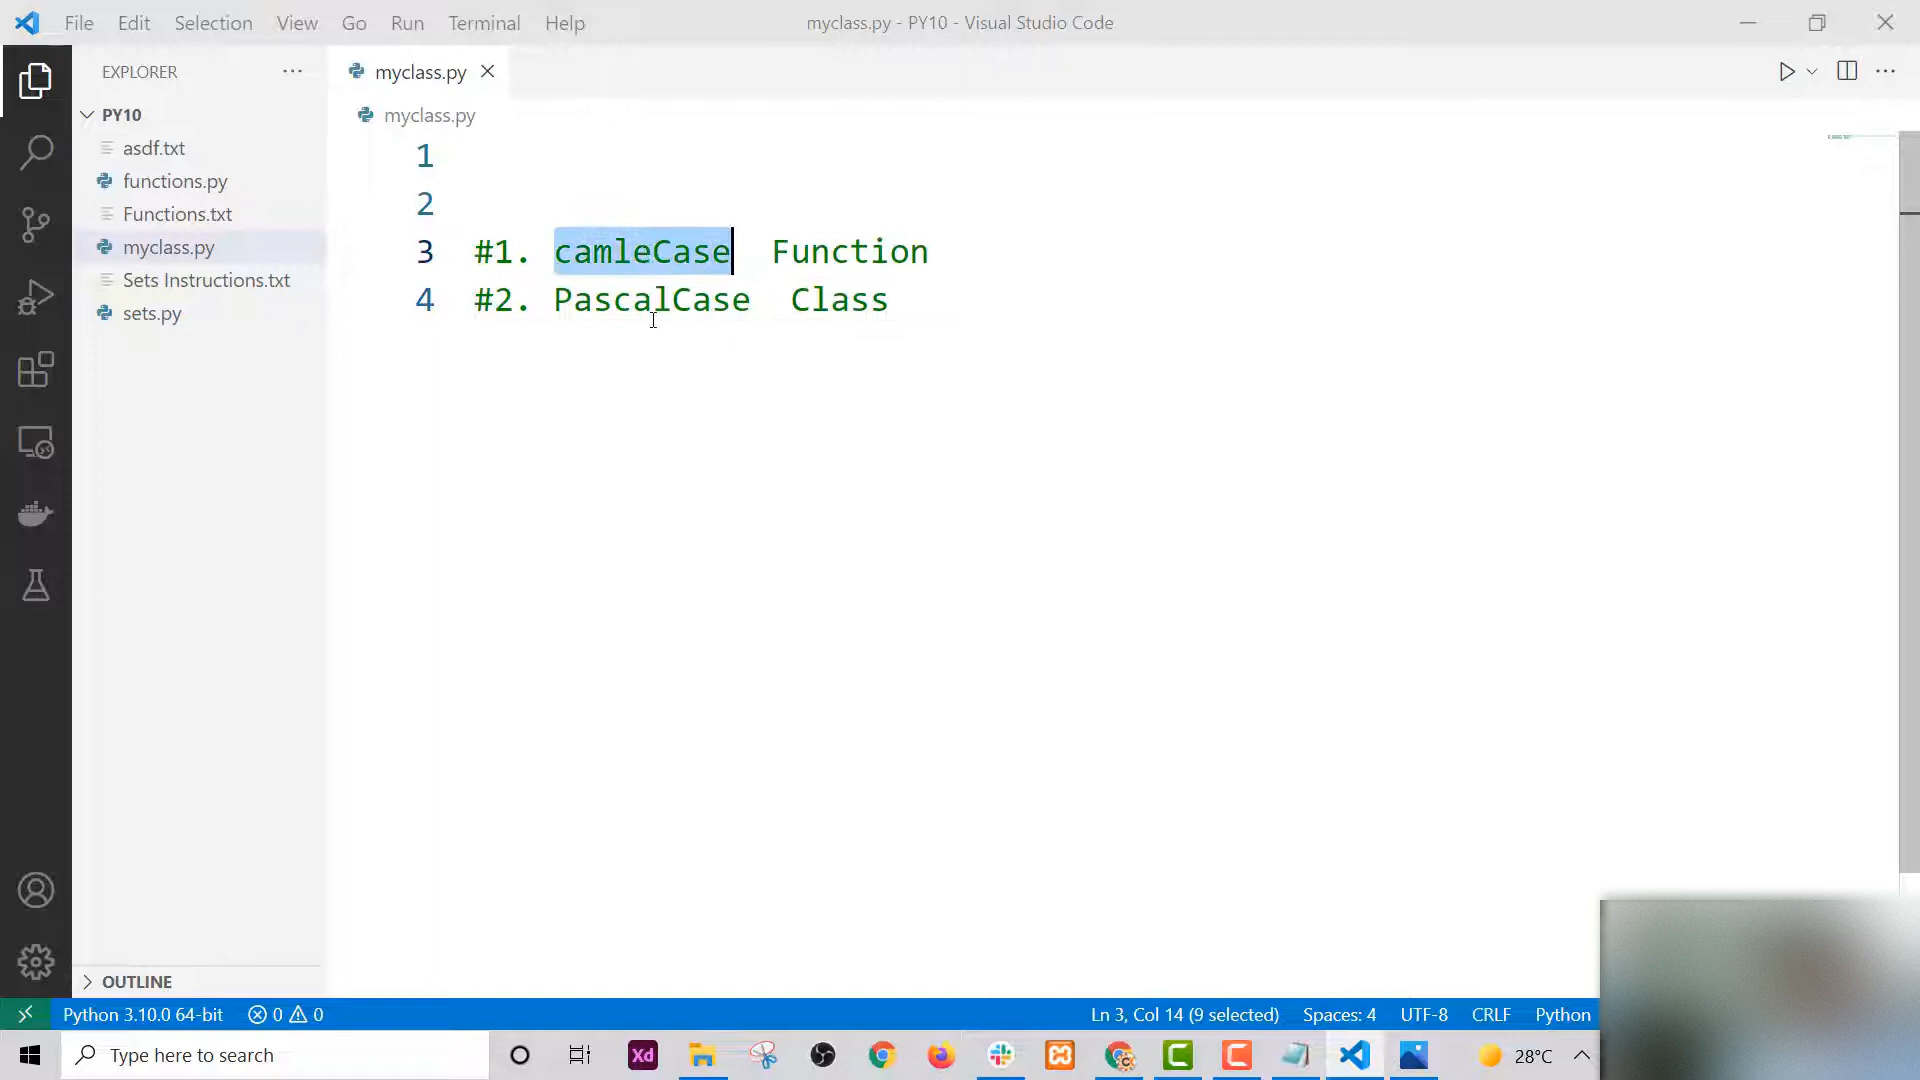 File Edit Selection View Go Run Terminal Help
myclass.py - PY10 - Visual Studio Code
EXPLORER
myclass.py
PY10
myclass.py
asdf.txt
functions.py
Functions.txt
myclass.py
Sets Instructions.txt
sets.py
1
2
3 #1. camleCase  Function
4 #2. PascalCase  Class
OUTLINE
Python 3.10.0 64-bit 0 0 Ln 3, Col 14 (9 selected) Spaces: 4 UTF-8 CRLF Python
Type here to search Xd 28°C